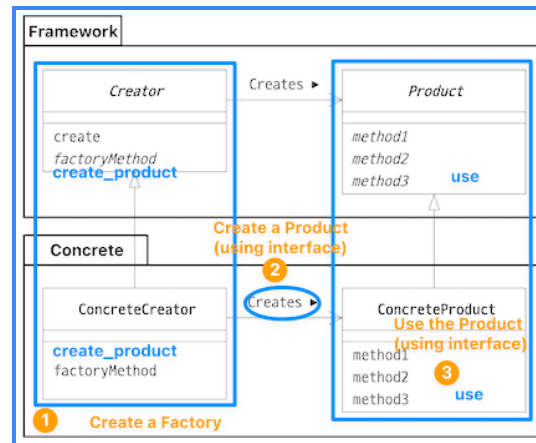 Framework
Creator
Creates ►
Product
create
factoryMethod
create_product
method1
method2
method3
use
Create a Product
(using interface)
2
Concrete
ConcreteCreator
Creates ►
ConcreteProduct
Use the Product
(using interface)
create_product
factoryMethod
method1
method2
method3
3
use
1
Create a Factory